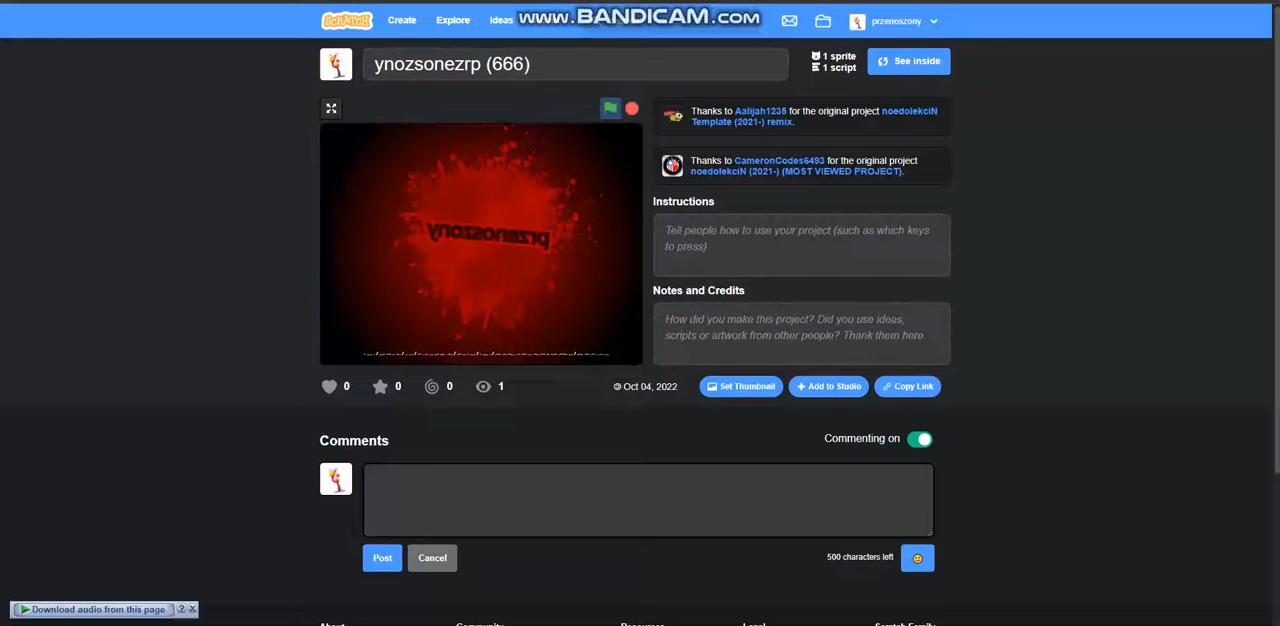 SCRATCH Create Explore Ideas www.BANDICAM.com przenoszony
ynozsonezrp (666)
1 sprite
1 script
See inside
Thanks to Aalijah1235 for the original project noedolekciN
Template (2021-) remix.
Thanks to CameronCodes6493 for the original project
noedolekciN (2021-) (MOST VIEWED PROJECT).
Instructions
Tell people how to use your project (such as which keys
to press)
przenoszony
Notes and Credits
How did you make this project? Did you use ideas,
scripts or artwork from other people? Thank them here
0 0 0 1 © Oct 04, 2022 Set Thumbnail Add to Studio Copy Link
Comments Commenting on
Post Cancel 500 characters left
Download audio from this page ? X